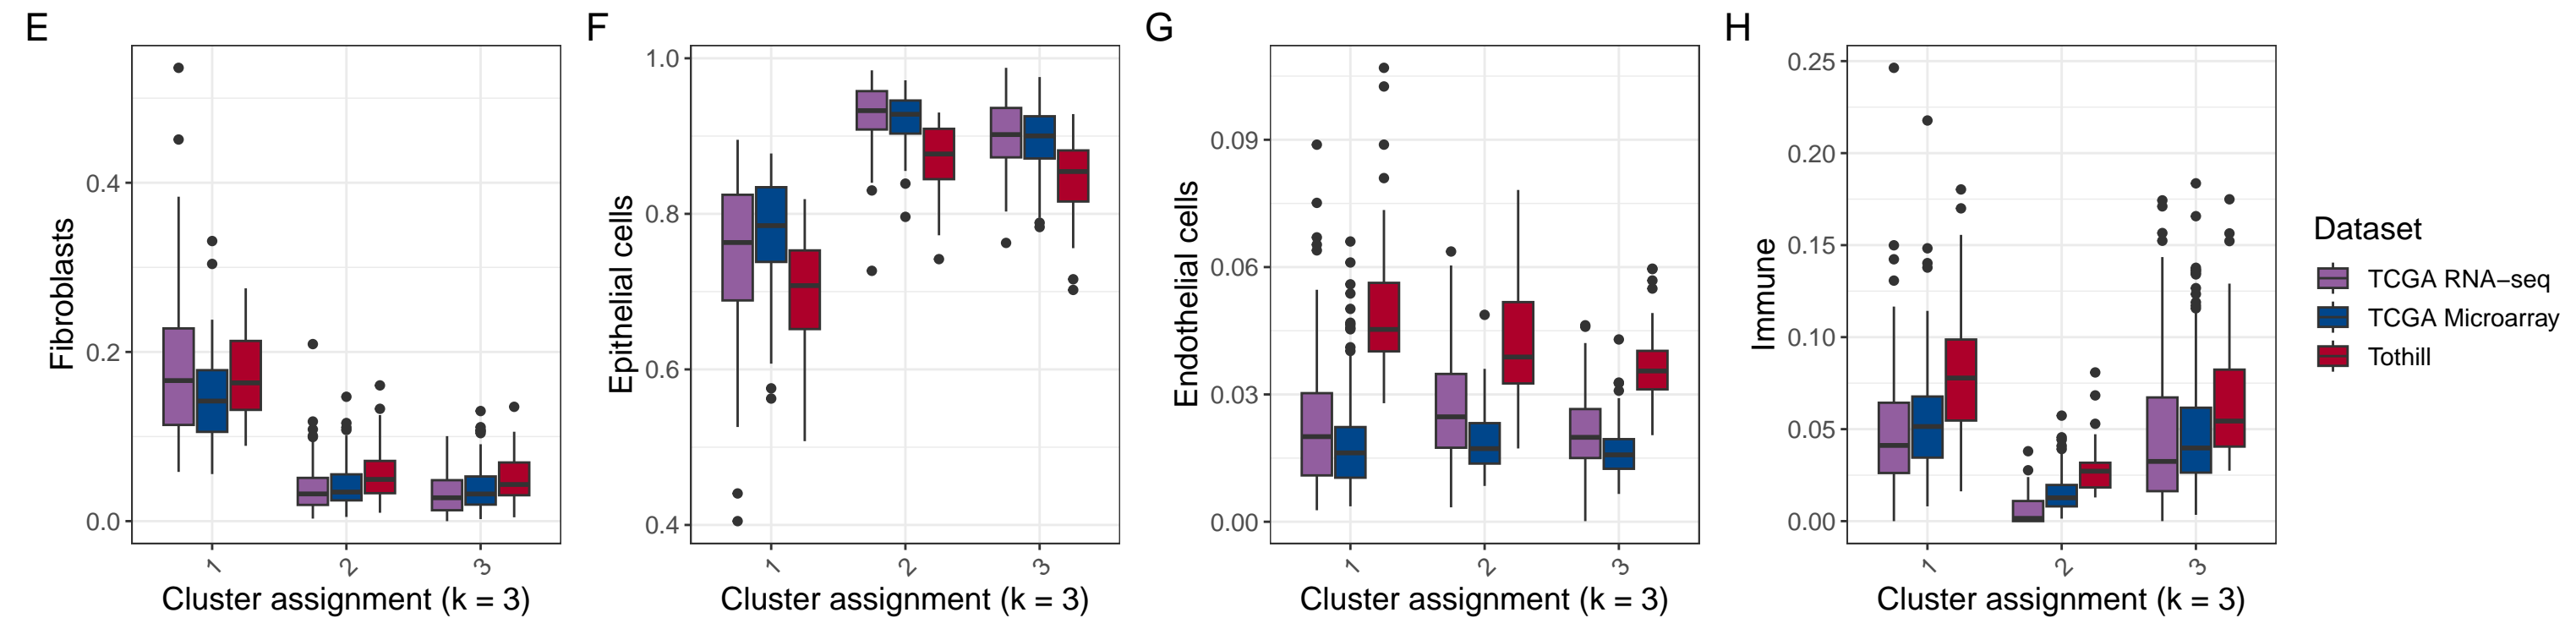 E
Fibroblasts
0.4
0.2
0.0
1
2
3
Cluster assignment (k = 3)
F
Epithelial cells
1.0
0.8
0.6
0.4
1
2
3
Cluster assignment (k = 3)
G
Endothelial cells
0.09
0.06
0.03
0.00
1
2
3
Cluster assignment (k = 3)
H
Immune
0.25
0.20
0.15
0.10
0.05
0.00
1
2
3
Cluster assignment (k = 3)
Dataset
TCGA RNA−seq
TCGA Microarray
Tothill